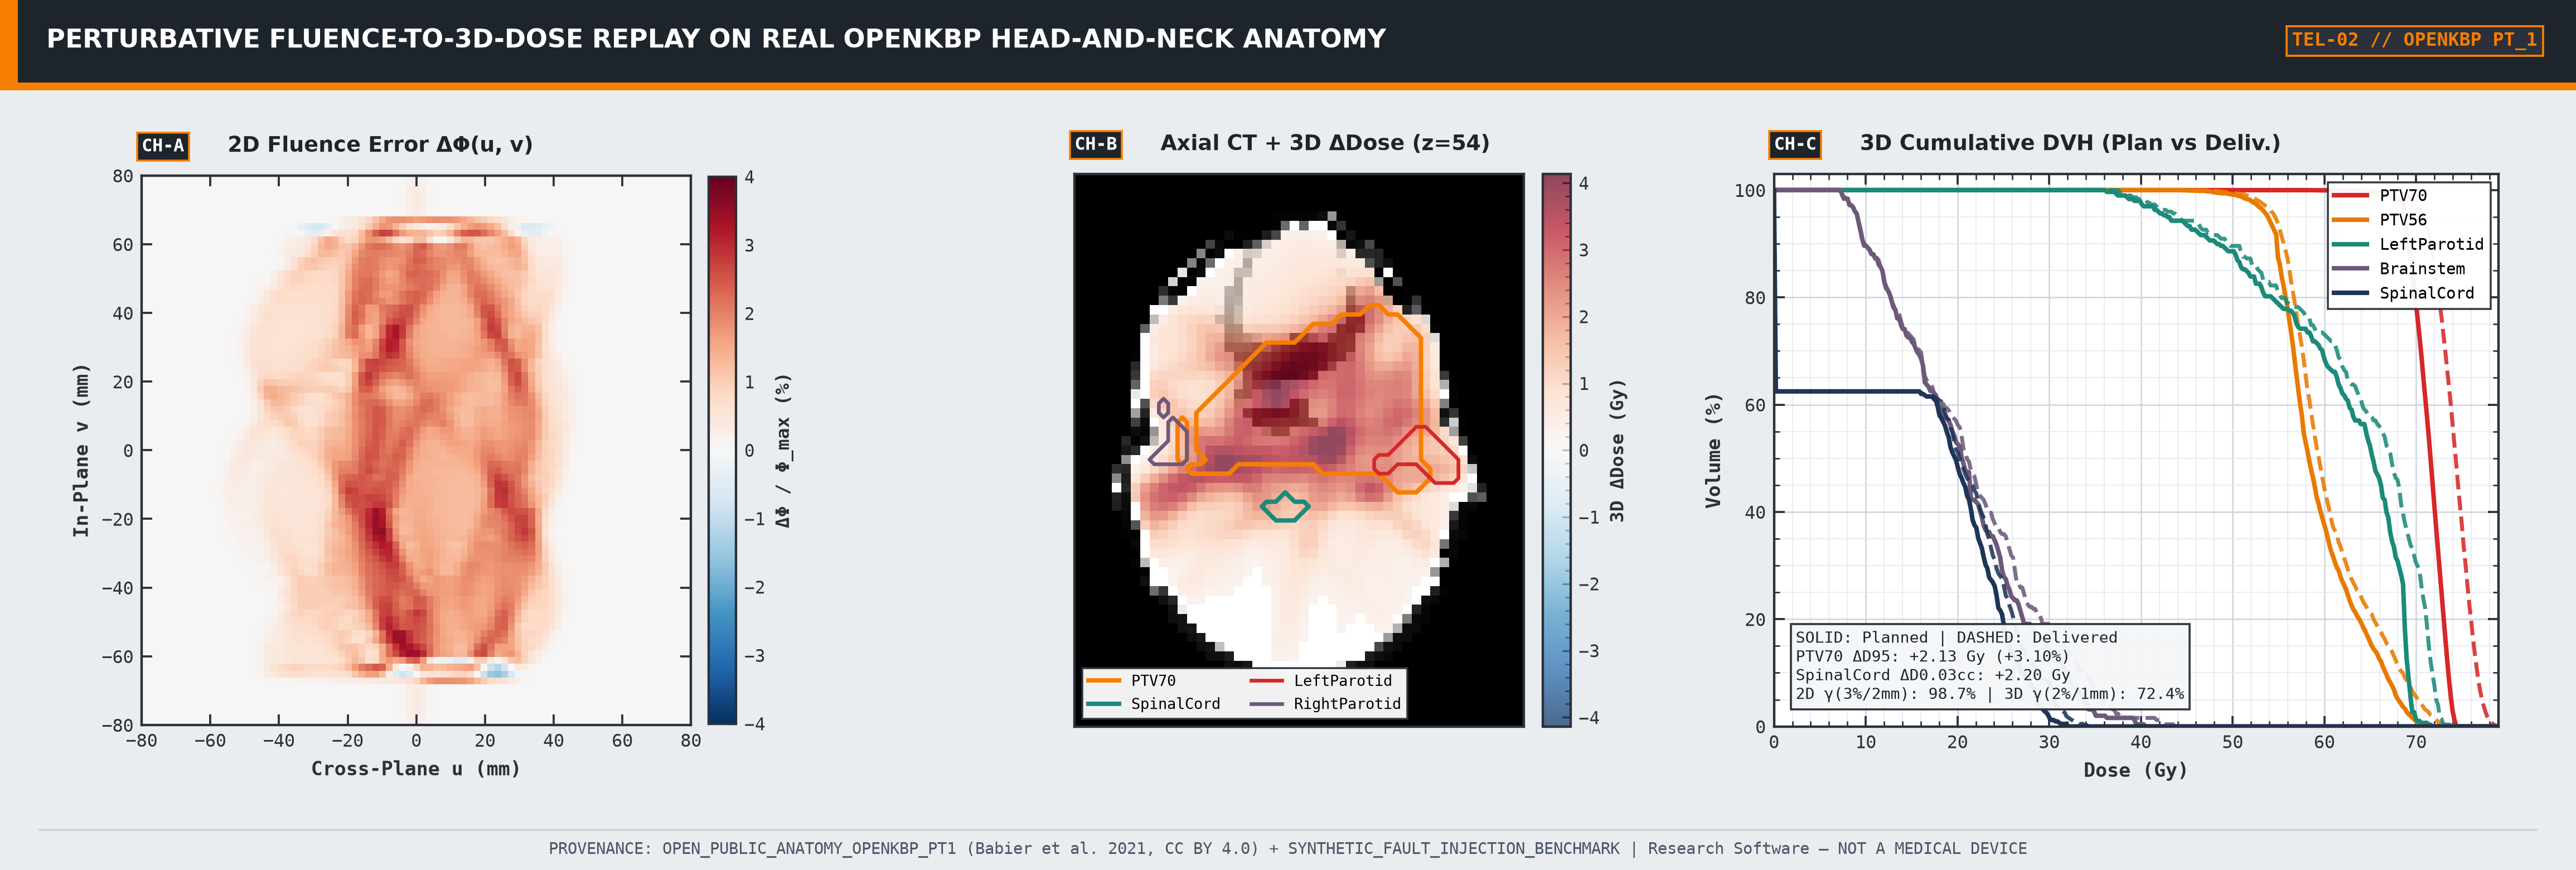 PERTURBATIVE FLUENCE-TO-3D-DOSE REPLAY ON REAL OPENKBP HEAD-AND-NECK ANATOMY
TEL-02 // OPENKBP PT_1
CH-A
2D Fluence Error ΔΦ(u, v)
80
60
40
20
0
−20
−40
−60
−80
In-Plane v (mm)
−80 −60 −40 −20 0 20 40 60 80
Cross-Plane u (mm)
4
3
2
1
0
−1
−2
−3
−4
ΔΦ / Φ_max (%)
CH-B
Axial CT + 3D ΔDose (z=54)
PTV70
SpinalCord
LeftParotid
RightParotid
4
3
2
1
0
−1
−2
−3
−4
3D ΔDose (Gy)
CH-C
3D Cumulative DVH (Plan vs Deliv.)
100
80
60
40
20
0
Volume (%)
PTV70
PTV56
LeftParotid
Brainstem
SpinalCord
SOLID: Planned | DASHED: Delivered
PTV70 ΔD95: +2.13 Gy (+3.10%)
SpinalCord ΔD0.03cc: +2.20 Gy
2D γ(3%/2mm): 98.7% | 3D γ(2%/1mm): 72.4%
0 10 20 30 40 50 60 70
Dose (Gy)
PROVENANCE: OPEN_PUBLIC_ANATOMY_OPENKBP_PT1 (Babier et al. 2021, CC BY 4.0) + SYNTHETIC_FAULT_INJECTION_BENCHMARK | Research Software — NOT A MEDICAL DEVICE